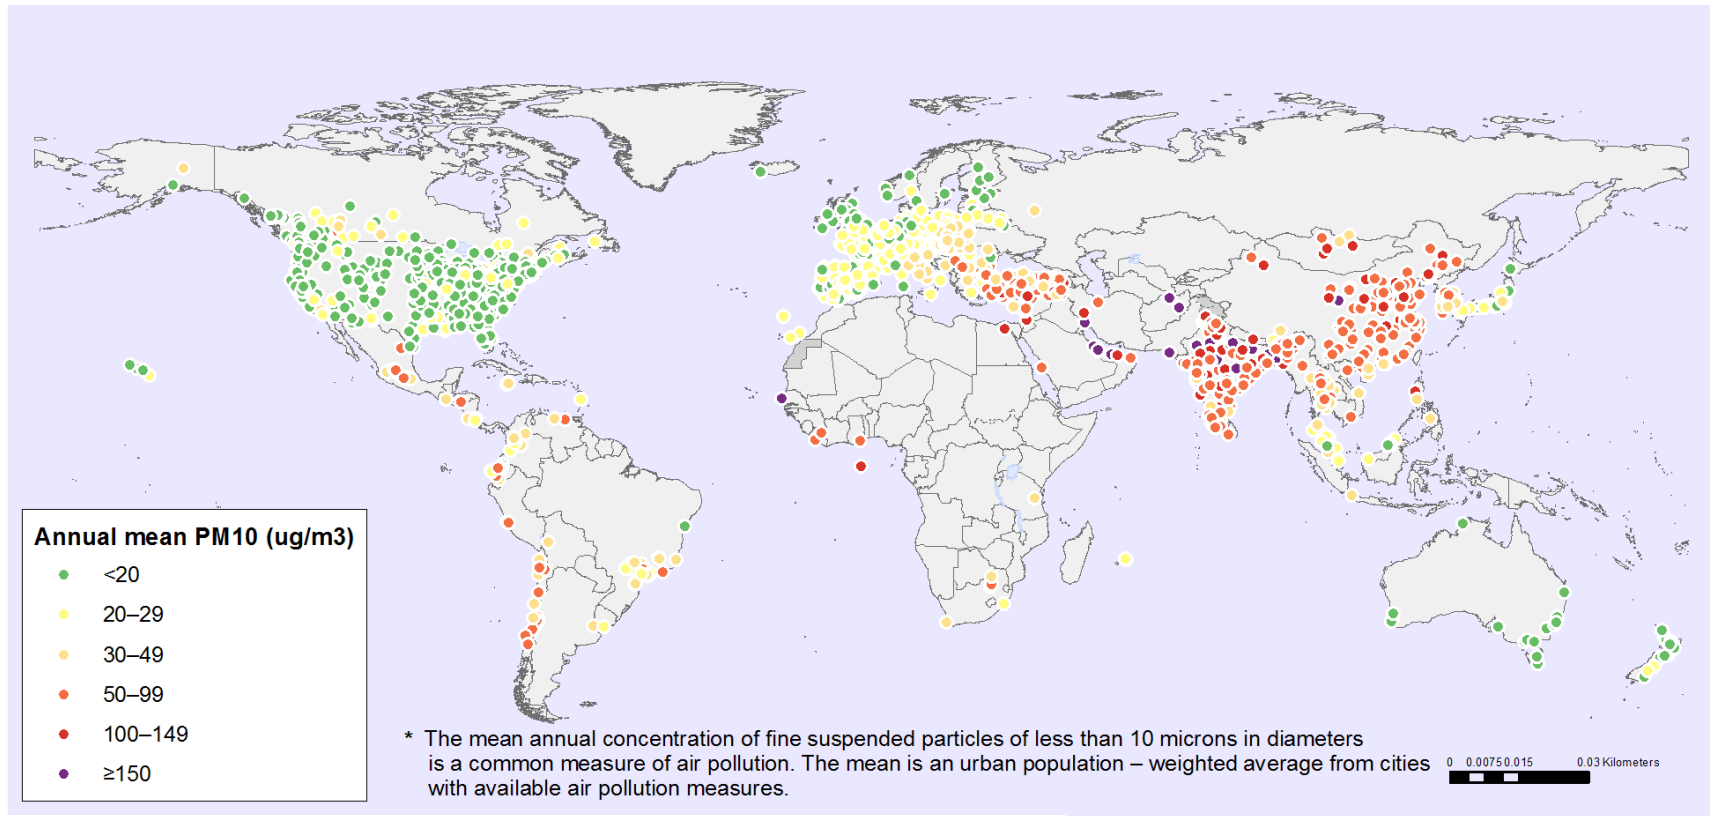 Annual mean PM10 (ug/m3)
<20
20–29
30–49
50–99
100–149
≥150
* The mean annual concentration of fine suspended particles of less than 10 microns in diameters
is a common measure of air pollution. The mean is an urban population – weighted average from cities
with available air pollution measures.
0 0.0075 0.015 0.03 Kilometers